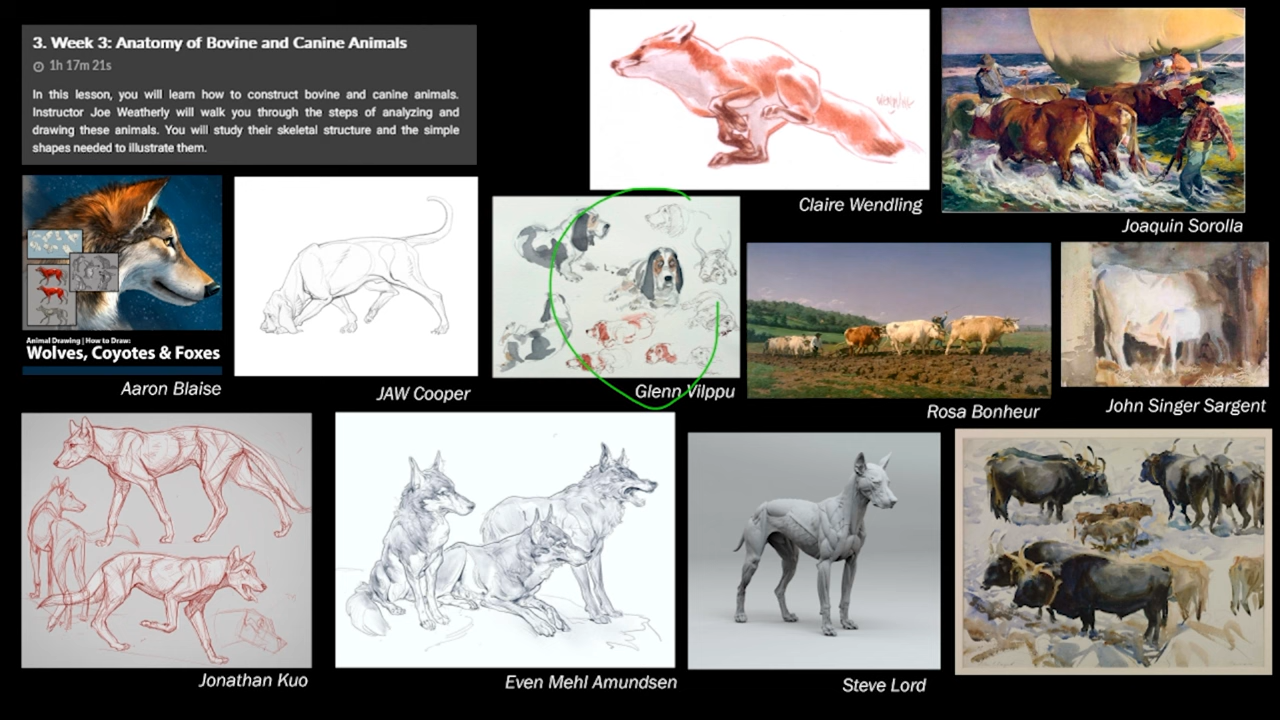 3. Week 3: Anatomy of Bovine and Canine Animals
1h 17m 21s
In this lesson, you will learn how to construct bovine and canine animals.
Instructor Joe Weatherly will walk you through the steps of analyzing and
drawing these animals. You will study their skeletal structure and the simple
shapes needed to illustrate them.
Claire Wendling
Joaquin Sorolla
Animal Drawing | How to Draw:
Wolves, Coyotes & Foxes
Aaron Blaise
JAW Cooper
Glenn Vilppu
Rosa Bonheur
John Singer Sargent
Jonathan Kuo
Even Mehl Amundsen
Steve Lord